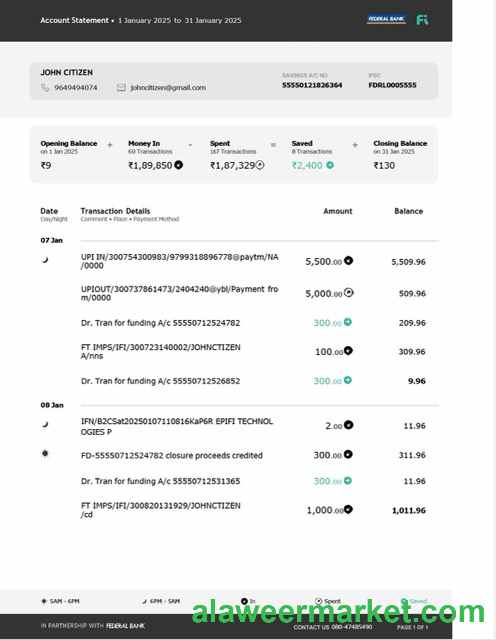 Account Statement • 1 January 2025 to 31 January 2025
FEDERAL BANK Fi
JOHN CITIZEN
9649494074 johncitizen@gmail.com
SAVINGS A/C NO
55550121826364
IFSC
FDRL0005555
Opening Balance + Money In - Spent = Saved + Closing Balance
on 1 Jan 2025 60 Transactions 167 Transactions 8 Transactions on 31 Jan 2025
₹9 ₹1,89,850 ₹1,87,329 ₹2,400 ₹130
Date Transaction Details Amount Balance
Day/Night Comment • Place • Payment Method
07 Jan
UPI IN/300754300983/9799318896778@paytm/NA
/0000
5,500.00 5,509.96
UPIOUT/300737861473/2404240@ybl/Payment fro
m/0000
5,000.00 509.96
Dr. Tran for funding A/c 55550712524782 300.00 209.96
FT IMPS/IFI/300723140002/JOHNCTIZEN
A/nns
100.00 309.96
Dr. Tran for funding A/c 55550712526852 300.00 9.96
08 Jan
IFN/B2CSat20250107110816KaP6R EPIFI TECHNOL
OGIES P
2.00 11.96
FD-55550712524782 closure proceeds credited 300.00 311.96
Dr. Tran for funding A/c 55550712531365 300.00 11.96
FT IMPS/IFI/300820131929/JOHNCTIZEN
/cd
1,000.00 1,011.96
5AM - 6PM 6PM - 5AM In Spent Saved
alaweermarket.com
IN PARTNERSHIP WITH FEDERAL BANK CONTACT US 080-47485490 PAGE 1 OF 1